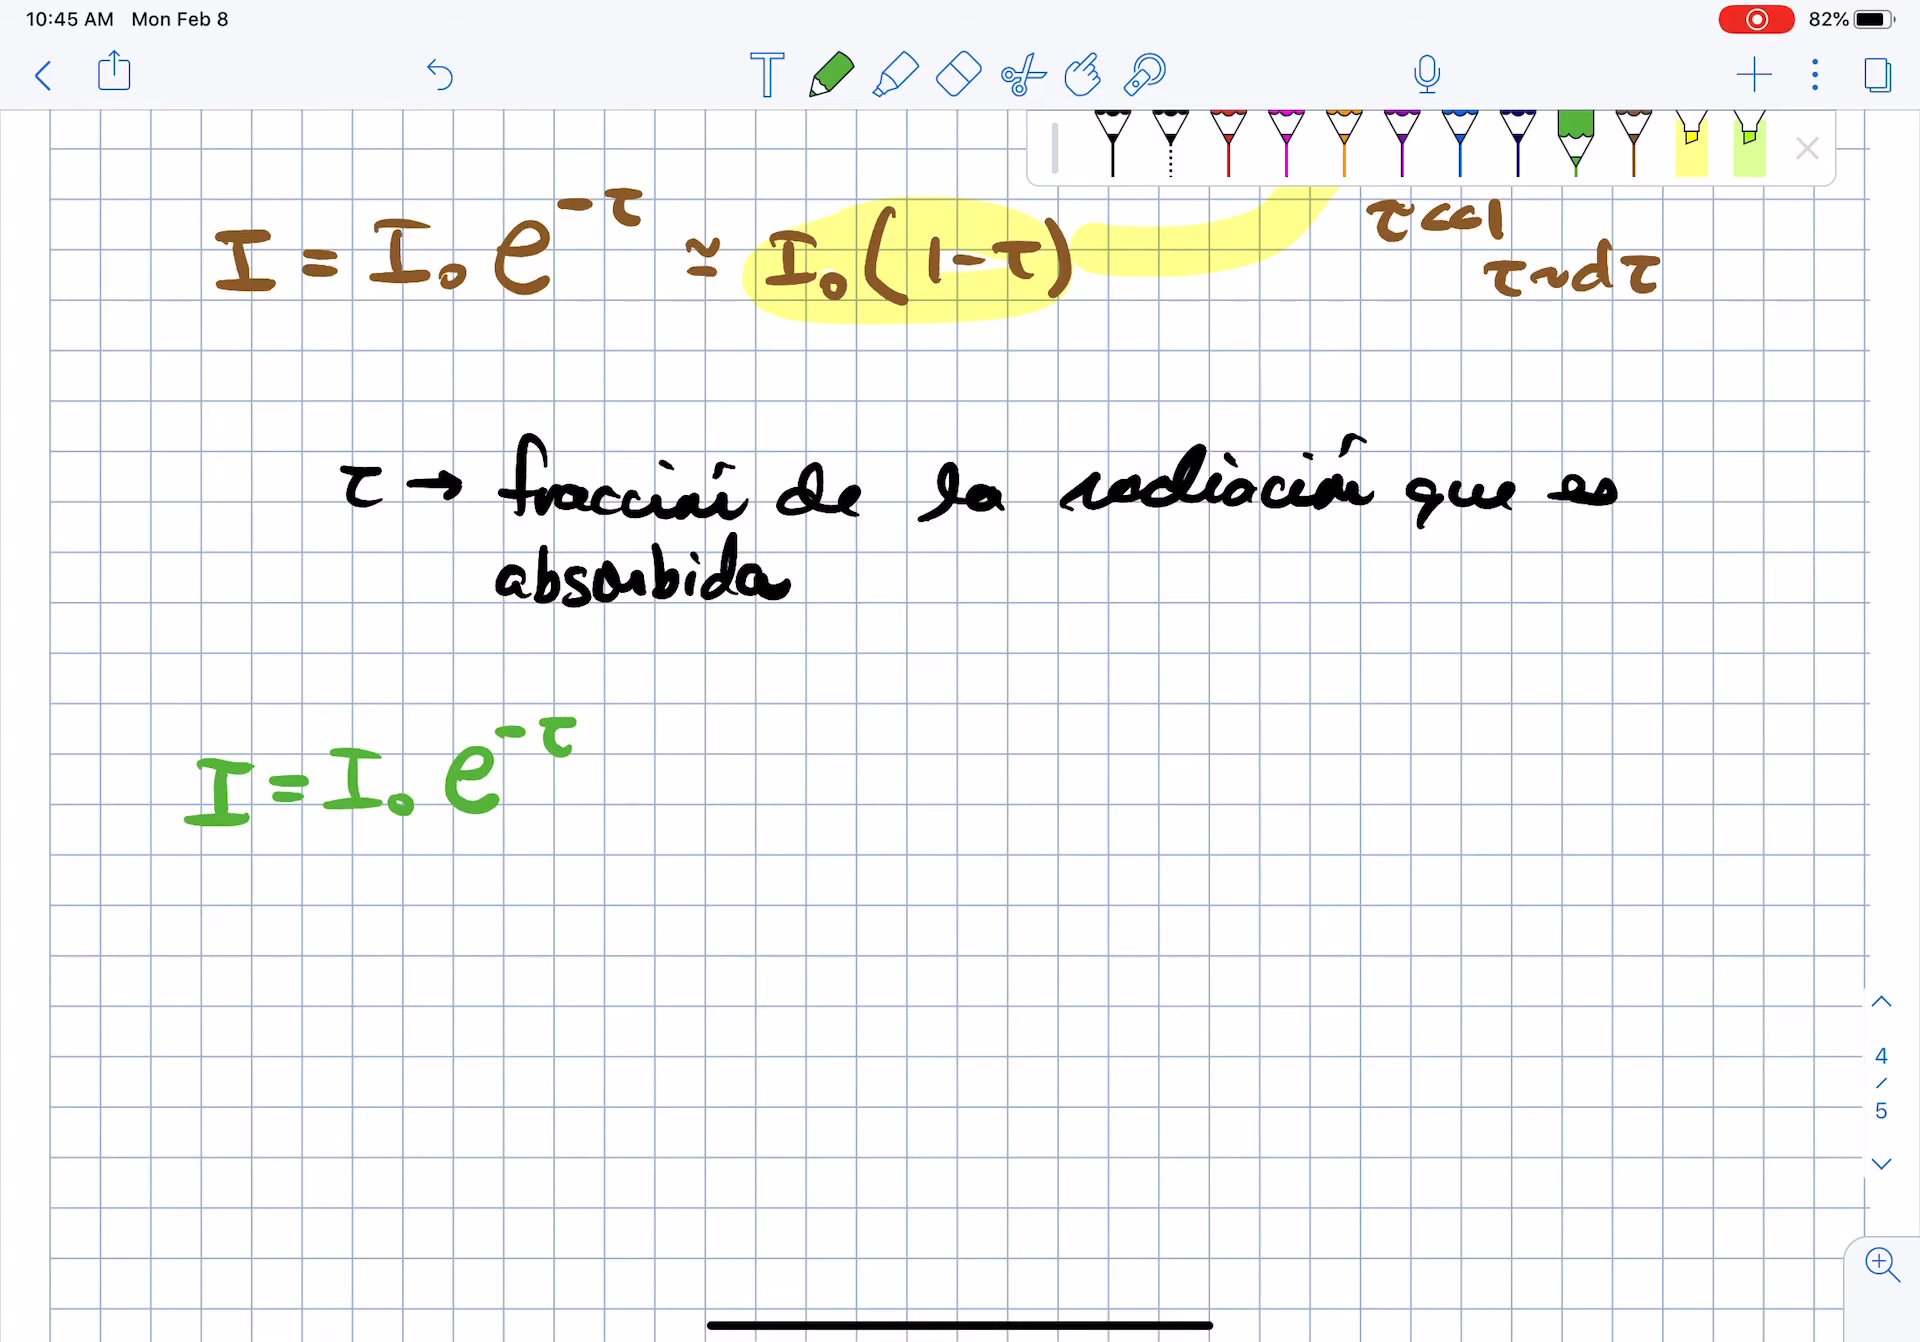 10:45 AM Mon Feb 8
82%
I = I₀ e^-τ ≃ I₀ (1-τ)
τ<<1
τ~dτ
τ → fracción de la radiación que es
absorbida
I = I₀ e^-τ
4
/
5